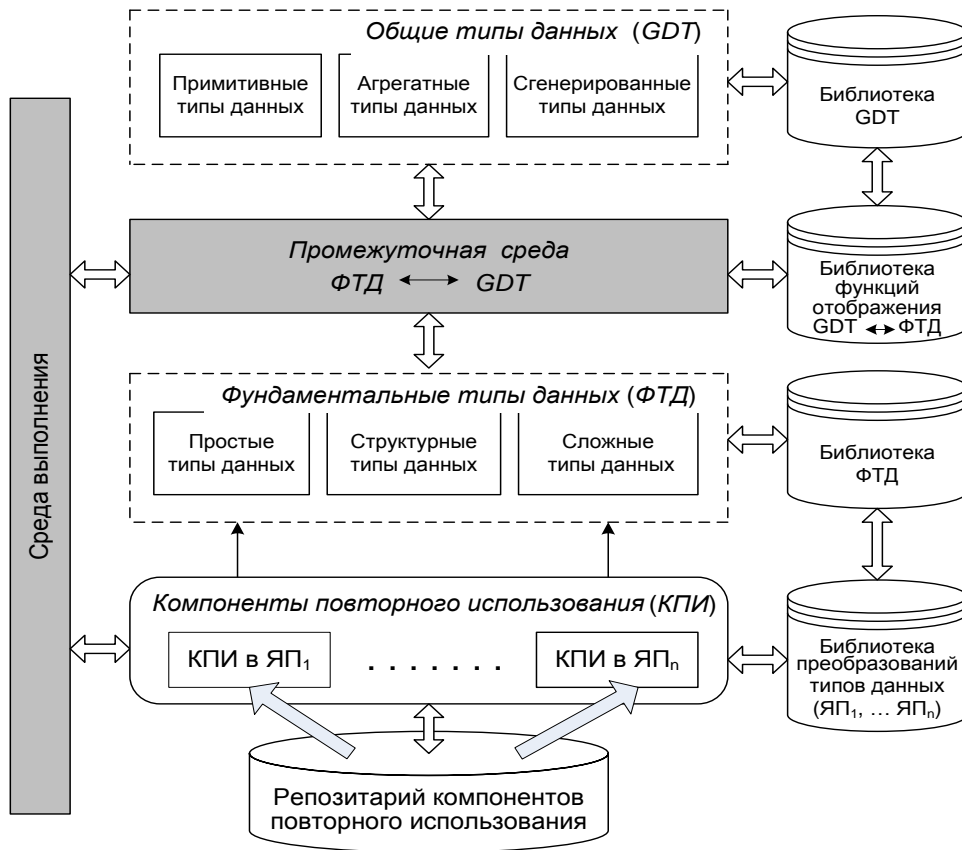 Общие типы данных (GDT)
Примитивные
типы данных
Агрегатные
типы данных
Сгенерированные
типы данных
Библиотека
GDT
Промежуточная среда
ФТД GDT
Библиотека
функций
отображения
GDT ФТД
Фундаментальные типы данных (ФТД)
Простые
типы данных
Структурные
типы данных
Сложные
типы данных
Библиотека
ФТД
Среда выполнения
Компоненты повторного использования (КПИ)
КПИ в ЯП1
. . . . . . .
КПИ в ЯПn
Библиотека
преобразований
типов данных
(ЯП1, ... ЯПn)
Репозитарий компонентов
повторного использования